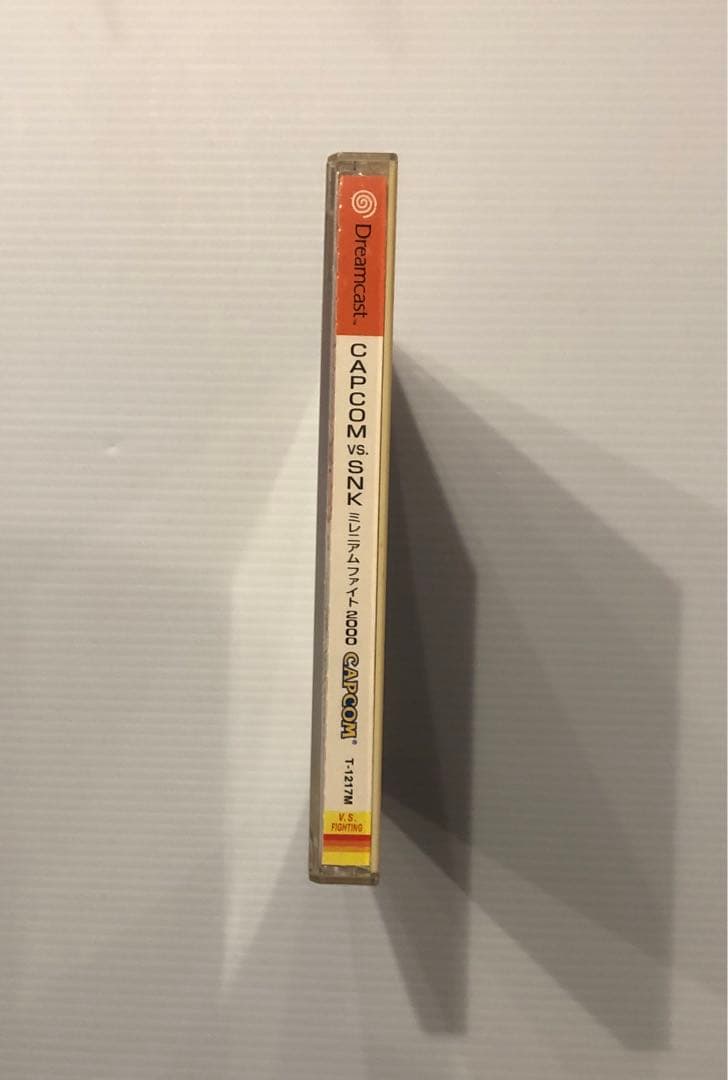 Dreamcast™
CAPCOM VS. SNK ミレニアムファイト2000
CAPCOM®
T-1217M
V.S.
FIGHTING